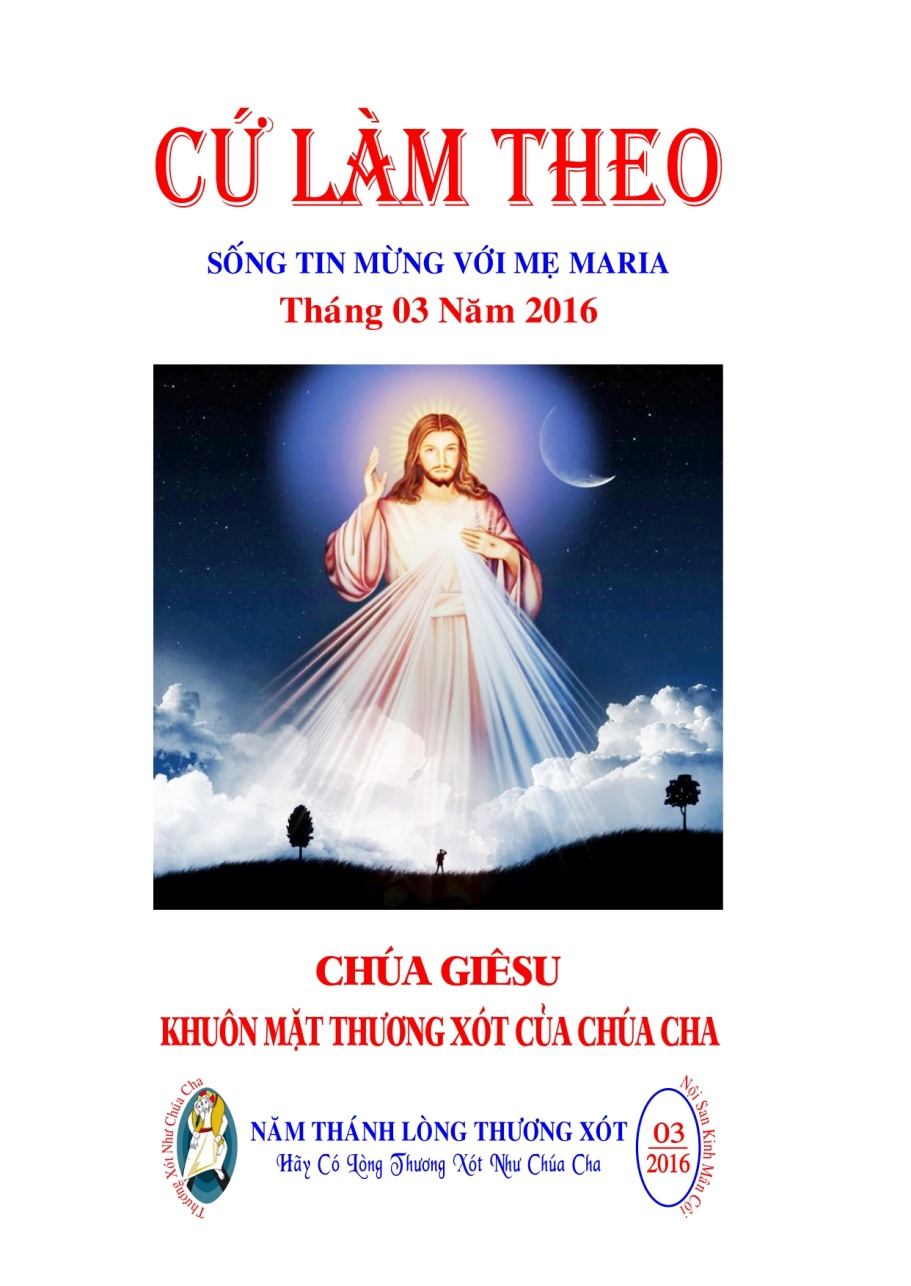 CỨ LÀM THEO
SỐNG TIN MỪNG VỚI MẸ MARIA
Tháng 03 Năm 2016
CHÚA GIÊSU
KHUÔN MẶT THƯƠNG XÓT CỦA CHÚA CHA
Thương Xót Như Chúa Cha
NĂM THÁNH LÒNG THƯƠNG XÓT
Hãy Có Lòng Thương Xót Như Chúa Cha
03
2016
Nội San Kinh Mân Côi